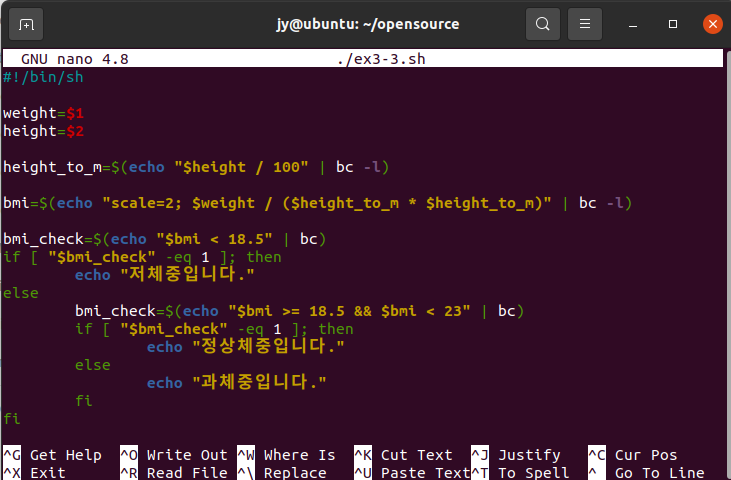 jy@ubuntu: ~/opensource
GNU nano 4.8 ./ex3-3.sh
#!/bin/sh
weight=$1
height=$2
height_to_m=$(echo "$height / 100" | bc -l)
bmi=$(echo "scale=2; $weight / ($height_to_m * $height_to_m)" | bc -l)
bmi_check=$(echo "$bmi < 18.5" | bc)
if [ "$bmi_check" -eq 1 ]; then
echo "저체중입니다."
else
bmi_check=$(echo "$bmi >= 18.5 && $bmi < 23" | bc)
if [ "$bmi_check" -eq 1 ]; then
echo "정상체중입니다."
else
echo "과체중입니다."
fi
fi
^G Get Help ^O Write Out ^W Where Is ^K Cut Text ^J Justify ^C Cur Pos
^X Exit ^R Read File ^\ Replace ^U Paste Text ^T To Spell ^ Go To Line